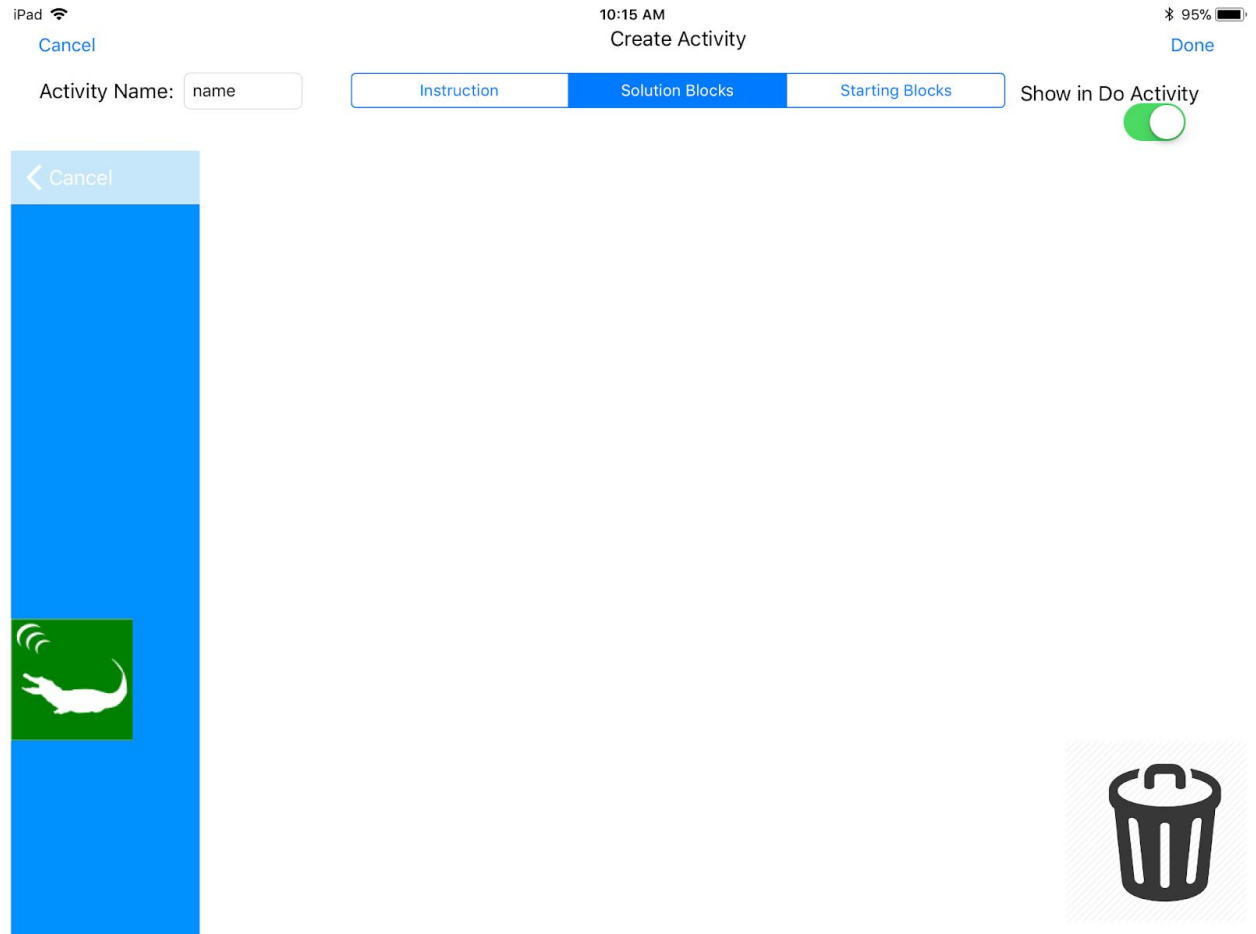 iPad 10:15 AM 95%
Cancel Create Activity Done
Activity Name: name Instruction Solution Blocks Starting Blocks Show in Do Activity
Cancel